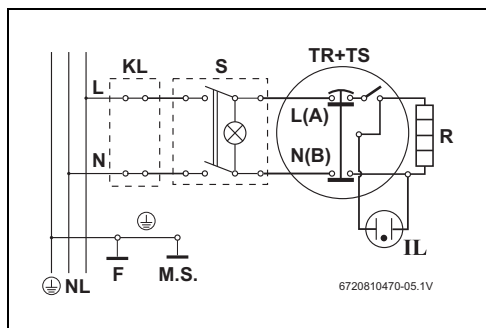 KL S TR+TS
L L(A)
R
N N(B)
IL
F M.S.
NL 6720810470-05.1V